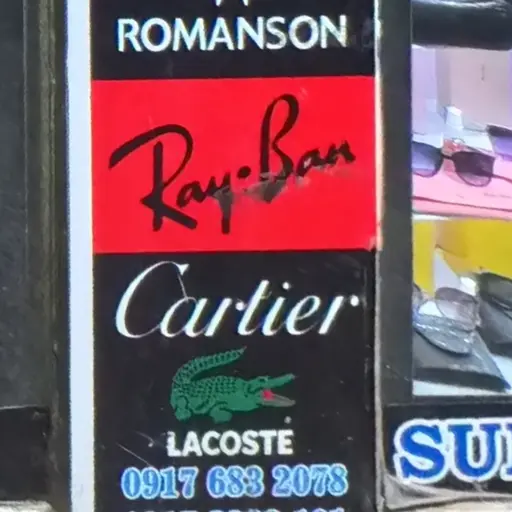 ROMANSON
Ray-Ban
Cartier
LACOSTE
0917 683 2078
SU